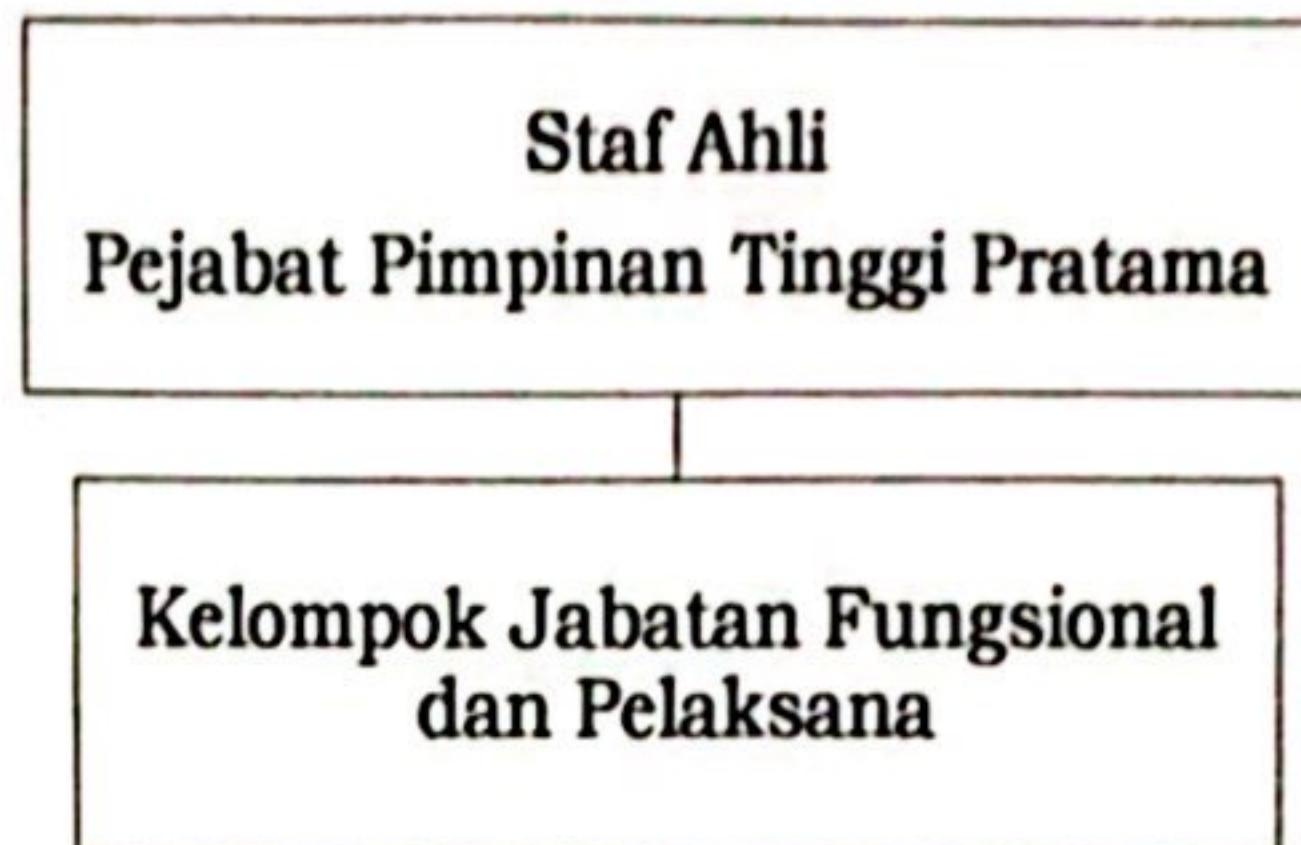 Staf Ahli
Pejabat Pimpinan Tinggi Pratama
Kelompok Jabatan Fungsional
dan Pelaksana